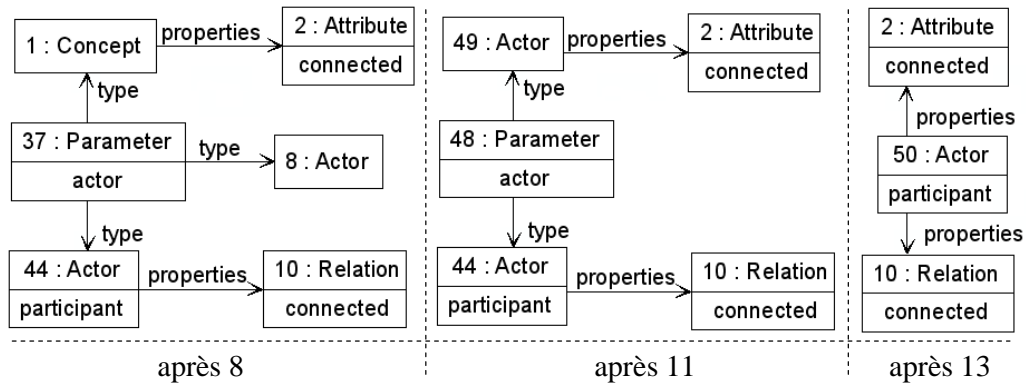 1 : Concept
properties
2 : Attribute
connected
type
37 : Parameter
actor
type
8 : Actor
type
44 : Actor
participant
properties
10 : Relation
connected
après 8
49 : Actor
properties
2 : Attribute
connected
type
48 : Parameter
actor
type
44 : Actor
participant
properties
10 : Relation
connected
après 11
2 : Attribute
connected
properties
50 : Actor
participant
properties
10 : Relation
connected
après 13